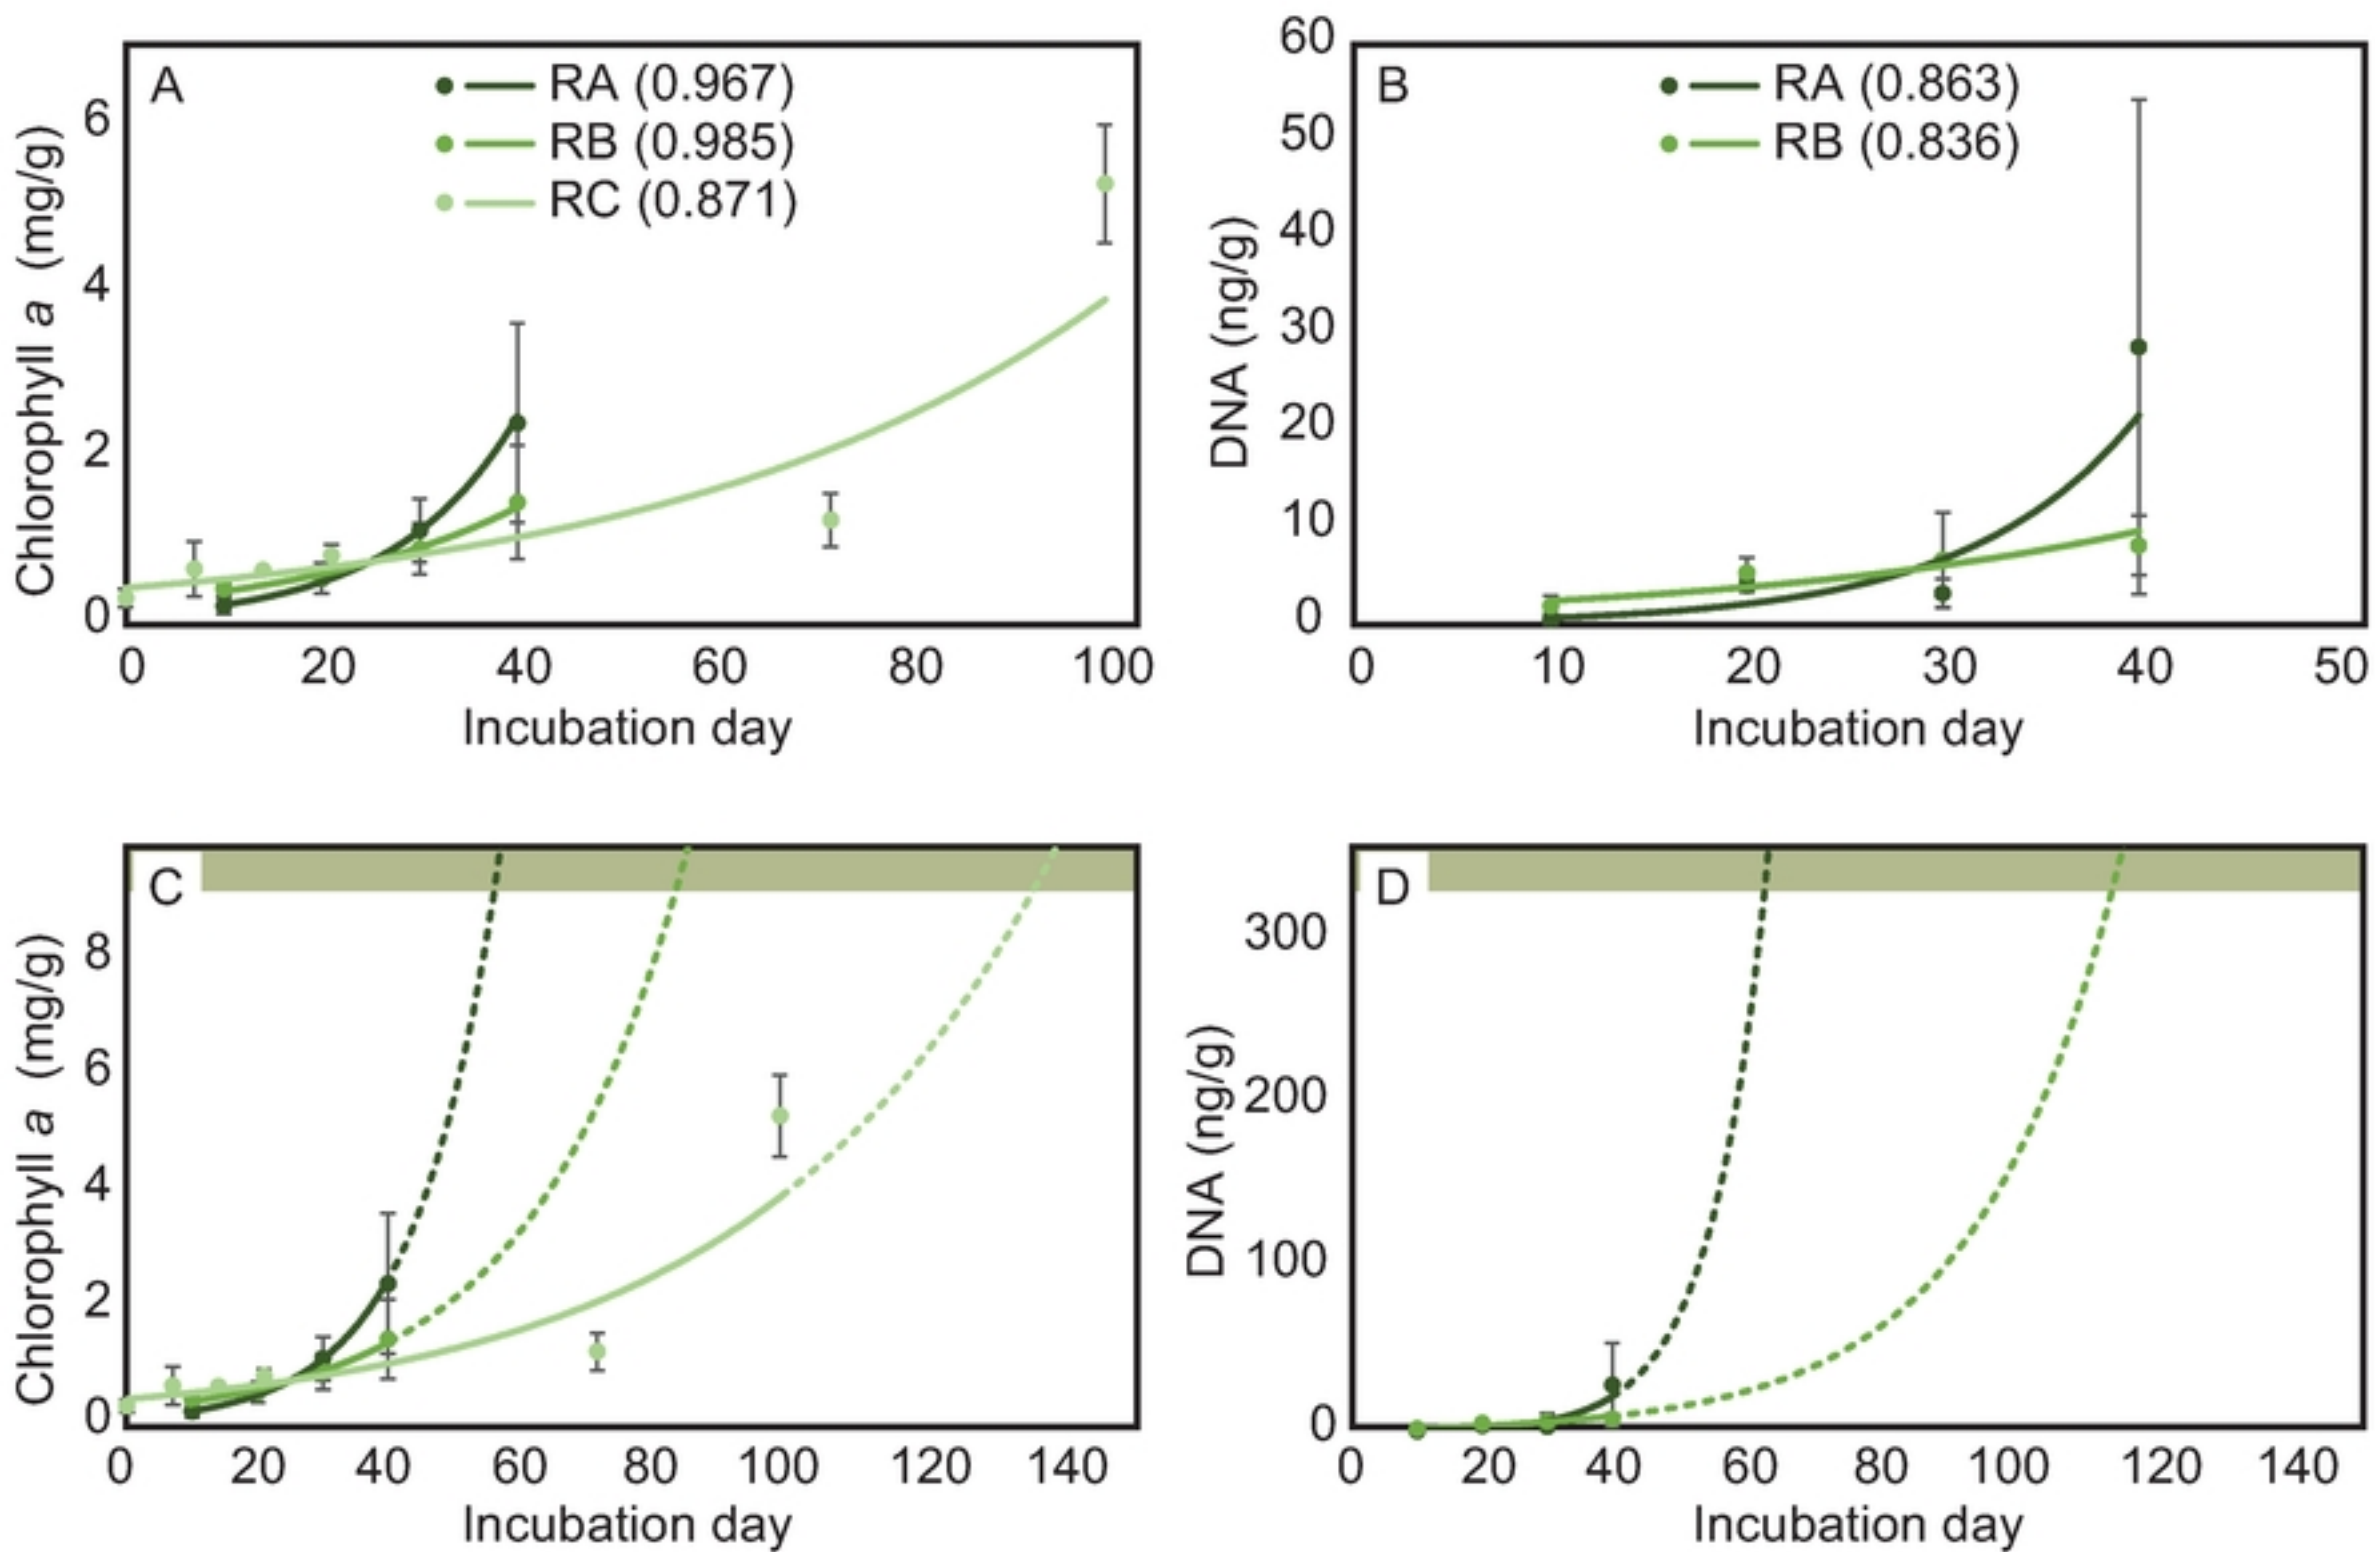 A
RA (0.967)
RB (0.985)
RC (0.871)
Chlorophyll a (mg/g)
6
4
2
0
0 20 40 60 80 100
Incubation day
B
RA (0.863)
RB (0.836)
DNA (ng/g)
60
50
40
30
20
10
0
0 10 20 30 40 50
Incubation day
C
Chlorophyll a (mg/g)
8
6
4
2
0
0 20 40 60 80 100 120 140
Incubation day
D
DNA (ng/g)
300
200
100
0
0 20 40 60 80 100 120 140
Incubation day